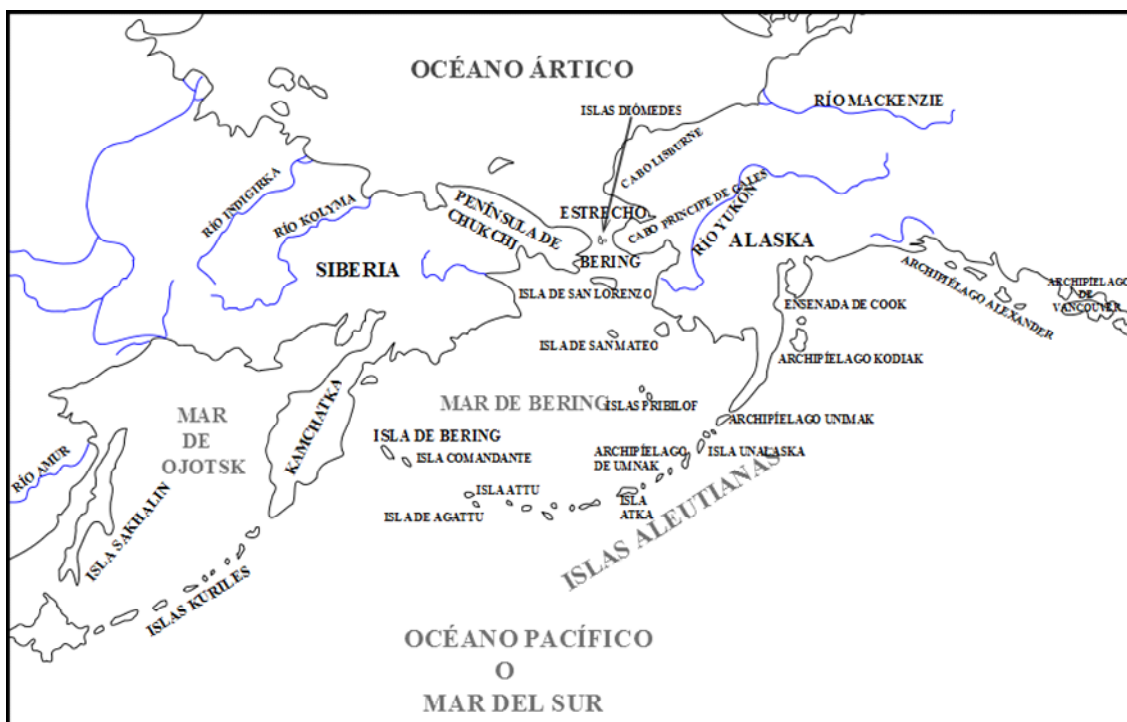 OCÉANO ÁRTICO
ISLAS DIÓMEDES
RÍO MACKENZIE
CABO LISBURNE
RÍO INDIGIRKA
RÍO KOLYMA
PENÍNSULA DE
CHUKCHI
ESTRECHO
BERING
CABO PRINCIPE DE GALES
RÍO YUKÓN
ALASKA
SIBERIA
ISLA DE SAN LORENZO
ENSENADA DE COOK
ARCHIPIÉLAGO ALEXANDER
ARCHIPIÉLAGO
DE
VANCOUVER
ISLA DE SAN MATEO
ARCHIPÍELAGO KODIAK
KAMCHATKA
MAR DE BERING
ISLAS PRIBILOF
MAR
DE
OJOTSK
ARCHIPÍELAGO UNIMAK
ISLA DE BERING
ISLA COMANDANTE
ARCHIPÍELAGO
DE UMNAK
ISLA UNALASKA
RÍO AMUR
ISLA ATTU
ISLA DE AGATTU
ISLA
ATKA
ISLAS ALEUTIANAS
ISLA SAKHALIN
ISLAS KURILES
OCÉANO PACÍFICO
O
MAR DEL SUR